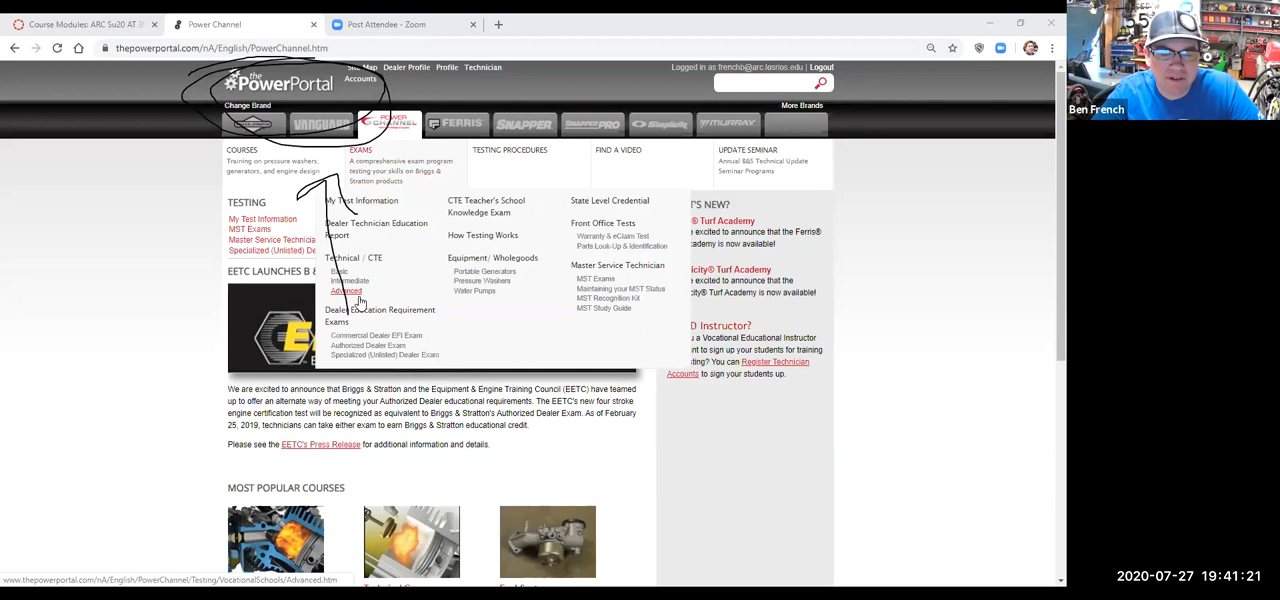 Course Modules: ARC Su20 AT 3
Power Channel
Post Attendee - Zoom
thepowerportal.com/nA/English/PowerChannel.htm
Ben French
the PowerPortal
Map Dealer Profile Profile Technician
Accounts
Logged in as frenchb@arc.losrios.edu | Logout
Change Brand
More Brands
VANGUARD
POWER CHANNEL
FERRIS
SNAPPER
SNAPPER PRO
Simplicity
MURRAY
COURSES
Training on pressure washers,
generators, and engine design
EXAMS
A comprehensive exam program
testing your skills on Briggs &
Stratton products
TESTING PROCEDURES
FIND A VIDEO
UPDATE SEMINAR
Annual B&S Technical Update
Seminar Programs
TESTING
My Test Information
MST Exams
Master Service Technicia
Specialized (Unlisted) De
EETC LAUNCHES B &
My Test Information
Dealer Technician Education
Report
Technical / CTE
Basic
Intermediate
Advanced
Dealer Education Requirement
Exams
Commercial Dealer EFI Exam
Authorized Dealer Exam
Specialized (Unlisted) Dealer Exam
CTE Teacher's School
Knowledge Exam
How Testing Works
Equipment/ Wholegoods
Portable Generators
Pressure Washers
Water Pumps
State Level Credential
Front Office Tests
Warranty & eClaim Test
Parts Look-Up & Identification
Master Service Technician
MST Exams
Maintaining your MST Status
MST Recognition Kit
MST Study Guide
'S NEW?
® Turf Academy
excited to announce that the Ferris®
cademy is now available!
icity® Turf Academy
excited to announce that the
icity® Turf Academy is now available!
D Instructor?
u a Vocational Educational Instructor
nt to sign up your students for training
ting? You can Register Technician
Accounts to sign your students up.
We are excited to announce that Briggs & Stratton and the Equipment & Engine Training Council (EETC) have teamed
up to offer an alternate way of meeting your Authorized Dealer educational requirements. The EETC's new four stroke
engine certification test will be recognized as equivalent to Briggs & Stratton's Authorized Dealer Exam. As of February
25, 2019, technicians can take either exam to earn Briggs & Stratton educational credit.
Please see the EETC's Press Release for additional information and details.
MOST POPULAR COURSES
www.thepowerportal.com/nA/English/PowerChannel/Testing/VocationalSchools/Advanced.htm
2020-07-27 19:41:21